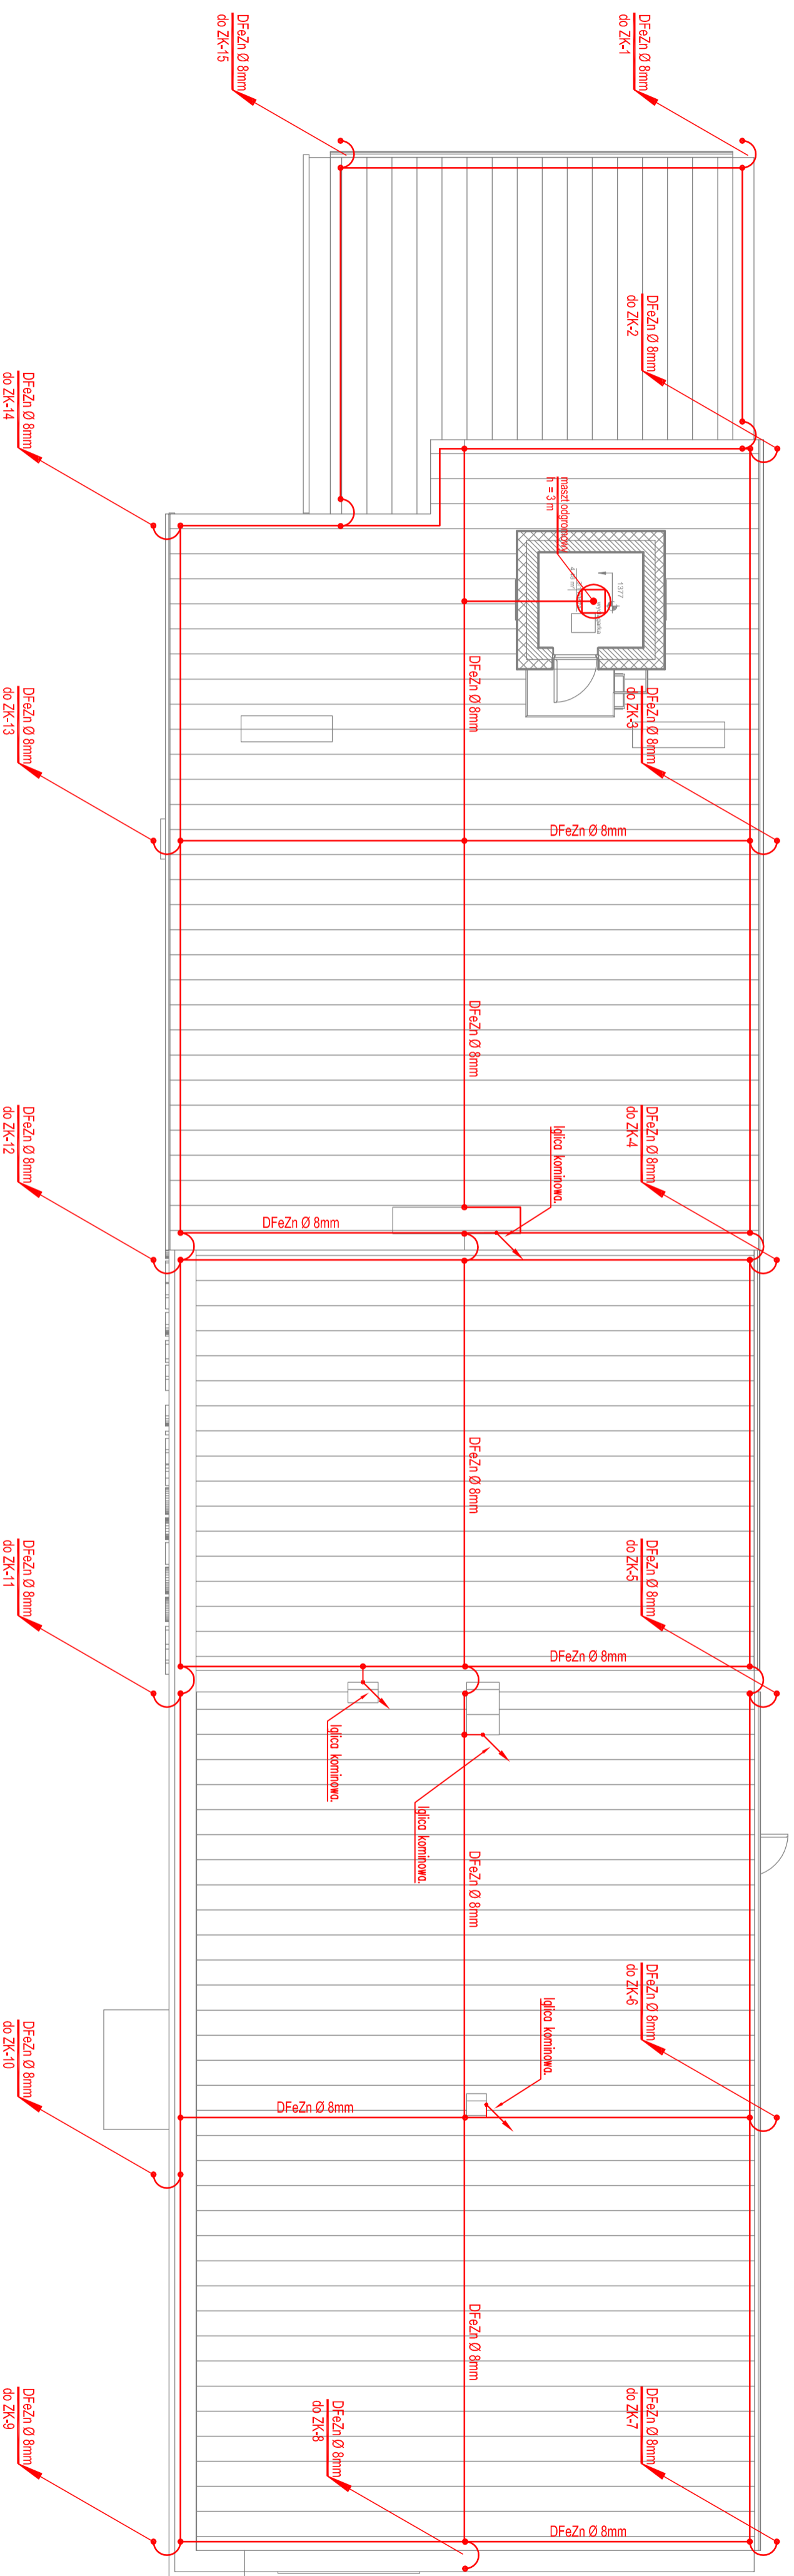 DFeZn Ø 8mm
do ZK-1
DFeZn Ø 8mm
do ZK-15
DFeZn Ø 8mm
do ZK-2
DFeZn Ø 8mm
do ZK-14
maszt odgromowy
h = 3 m
1377
DFeZn Ø 8mm
DFeZn Ø 8mm
do ZK-3
DFeZn Ø 8mm
do ZK-13
DFeZn Ø 8mm
DFeZn Ø 8mm
DFeZn Ø 8mm
do ZK-4
Iglica kominowa.
DFeZn Ø 8mm
do ZK-12
DFeZn Ø 8mm
DFeZn Ø 8mm
DFeZn Ø 8mm
do ZK-5
DFeZn Ø 8mm
do ZK-11
DFeZn Ø 8mm
Iglica kominowa.
Iglica kominowa.
DFeZn Ø 8mm
DFeZn Ø 8mm
do ZK-6
Iglica kominowa.
DFeZn Ø 8mm
do ZK-10
DFeZn Ø 8mm
DFeZn Ø 8mm
DFeZn Ø 8mm
do ZK-7
DFeZn Ø 8mm
do ZK-8
DFeZn Ø 8mm
do ZK-9
DFeZn Ø 8mm